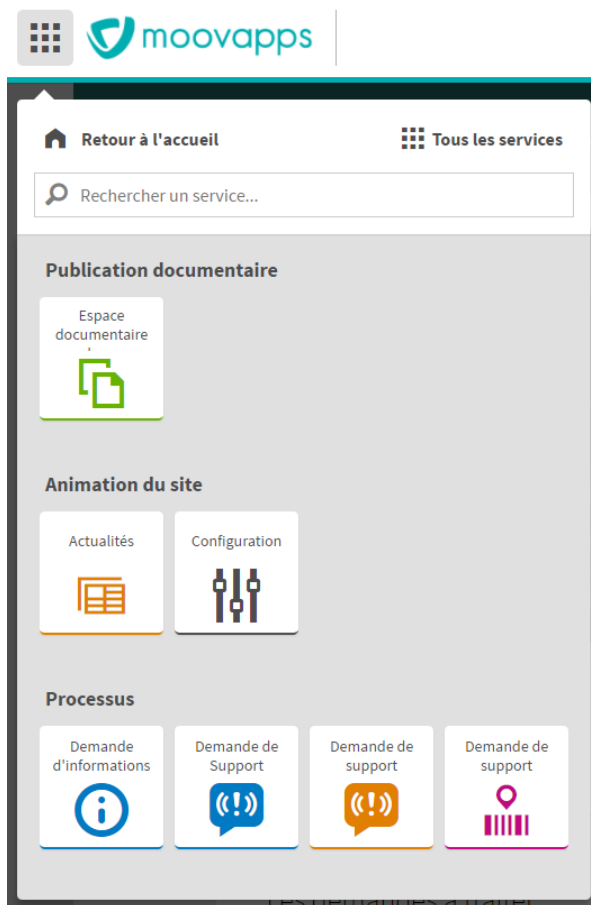 moovapps
Retour à l'accueil
Tous les services
Rechercher un service...
Publication documentaire
Espace
documentaire
Animation du site
Actualités
Configuration
Processus
Demande
d'informations
Demande de
Support
Demande de
support
Demande de
support